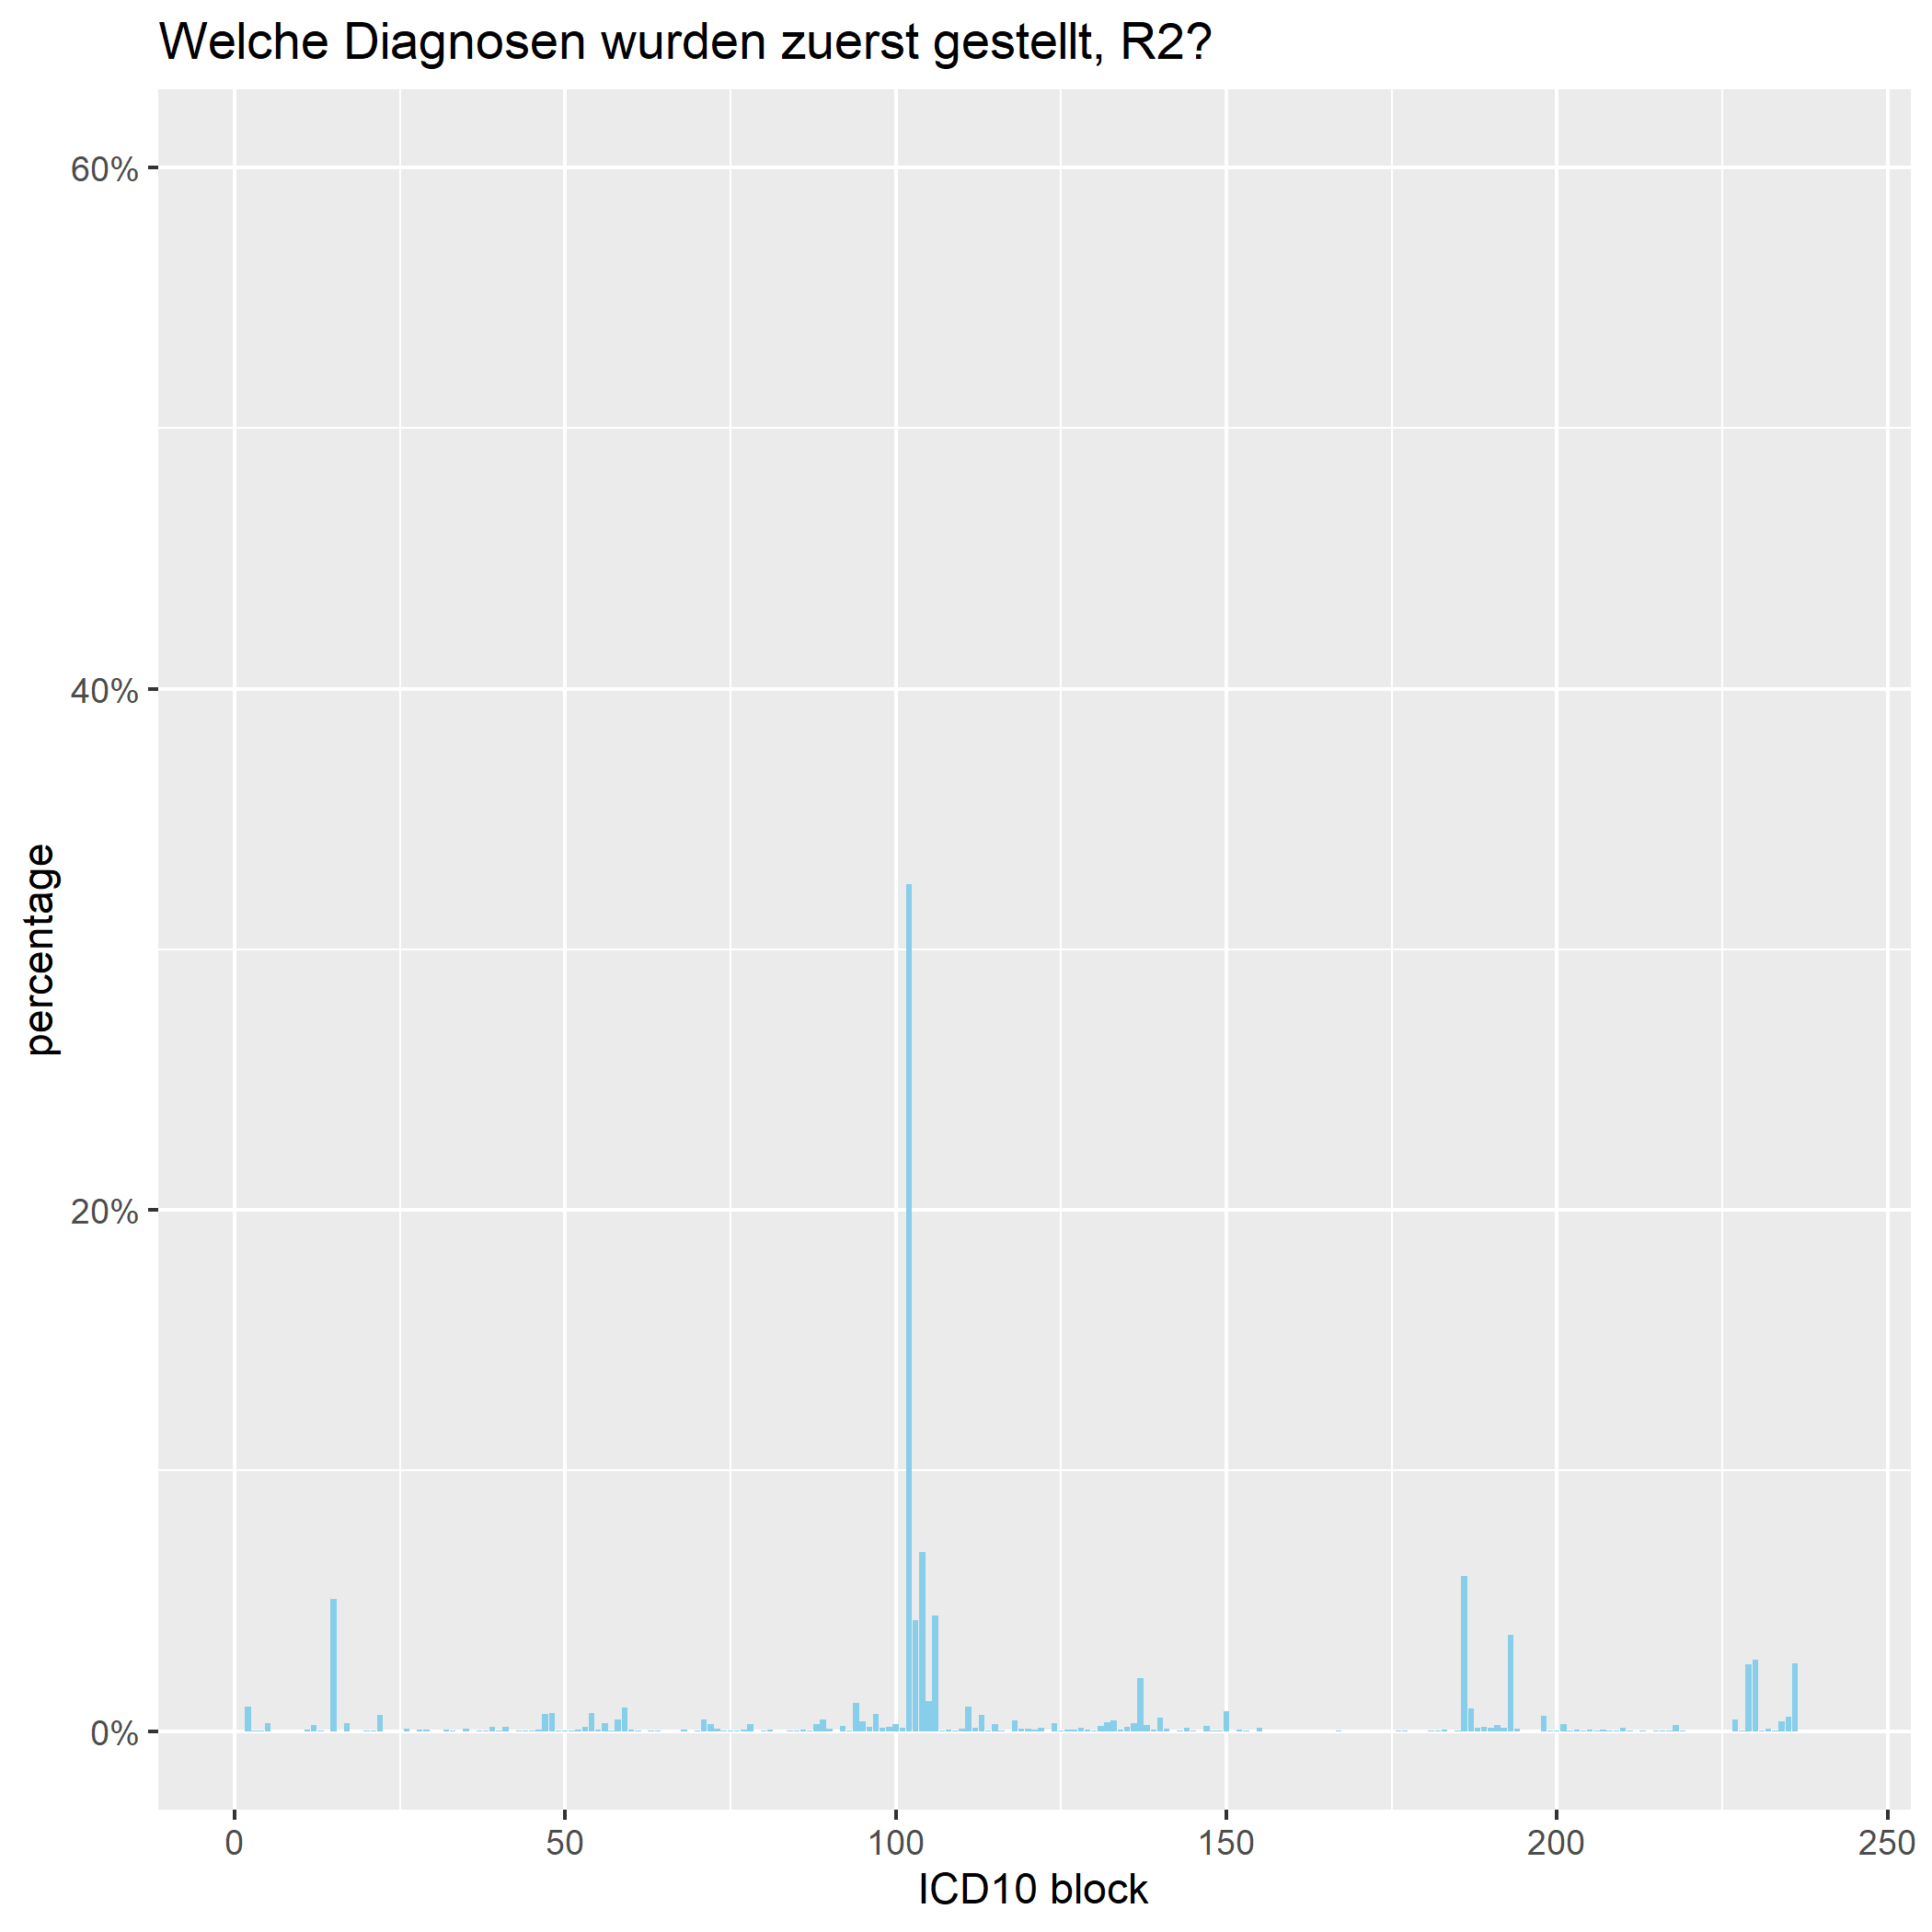 Welche Diagnosen wurden zuerst gestellt, R2?
60%
40%
20%
0%
percentage
0 50 100 150 200 250
ICD10 block